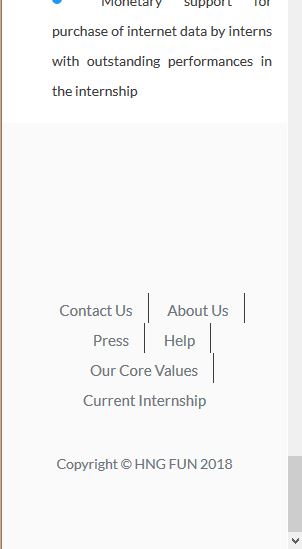 Monetary support for
purchase of internet data by interns
with outstanding performances in
the internship
Contact Us
About Us
Press
Help
Our Core Values
Current Internship
Copyright © HNG FUN 2018